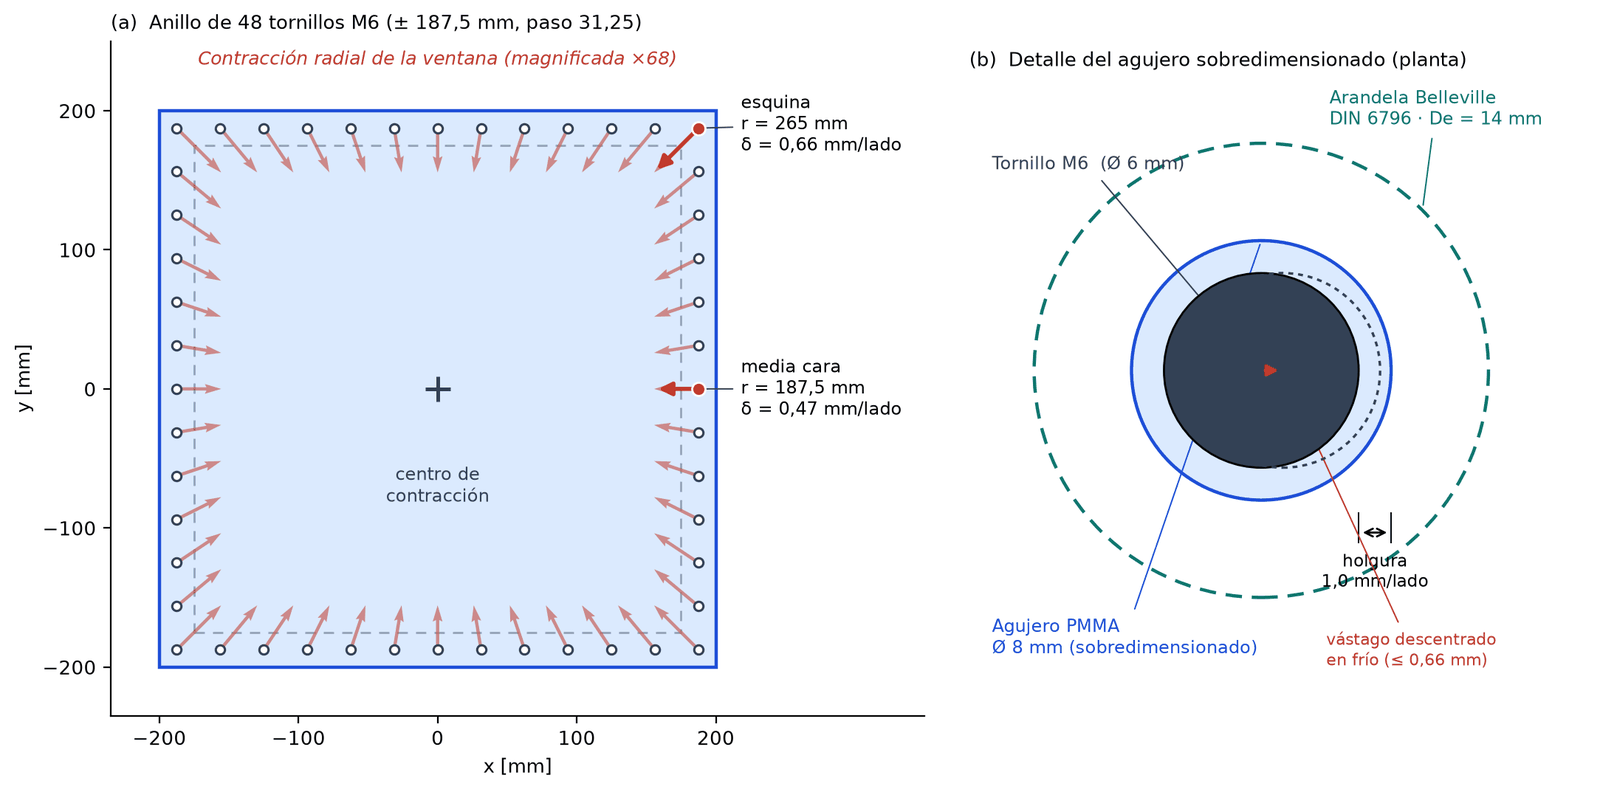 (a)  Anillo de 48 tornillos M6 (± 187,5 mm, paso 31,25)
Contracción radial de la ventana (magnificada ×68)
esquina
r = 265 mm
δ = 0,66 mm/lado
media cara
r = 187,5 mm
δ = 0,47 mm/lado
centro de
contracción
200
100
0
−100
−200
y [mm]
−200
−100
0
100
200
x [mm]
(b)  Detalle del agujero sobredimensionado (planta)
Arandela Belleville
DIN 6796 · De = 14 mm
Tornillo M6  (Ø 6 mm)
holgura
1,0 mm/lado
Agujero PMMA
Ø 8 mm (sobredimensionado)
vástago descentrado
en frío (≤ 0,66 mm)